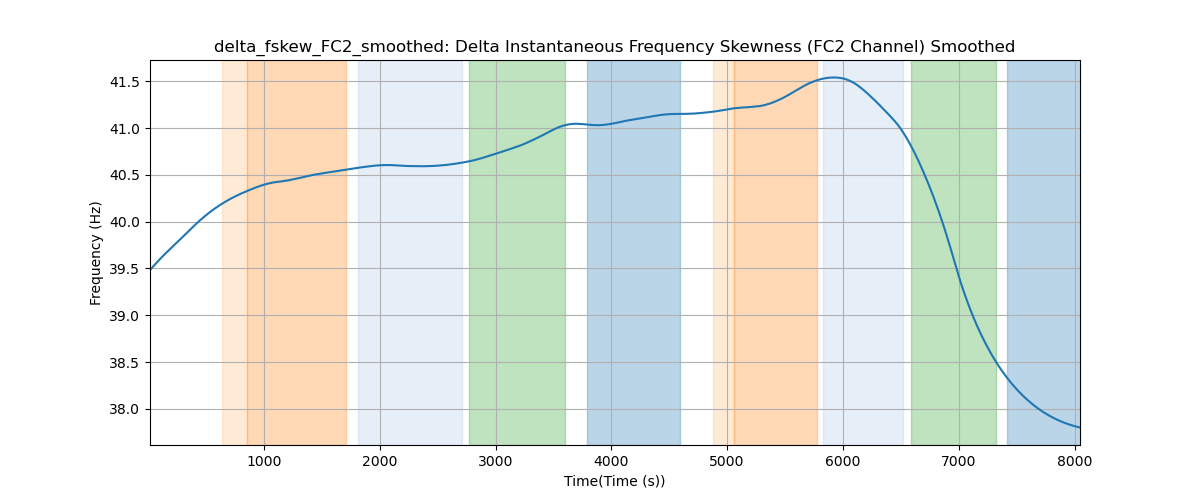 delta_fskew_FC2_smoothed: Delta Instantaneous Frequency Skewness (FC2 Channel) Smoothed
Frequency (Hz)
41.5
41.0
40.5
40.0
39.5
39.0
38.5
38.0
1000 2000 3000 4000 5000 6000 7000 8000
Time(Time (s))